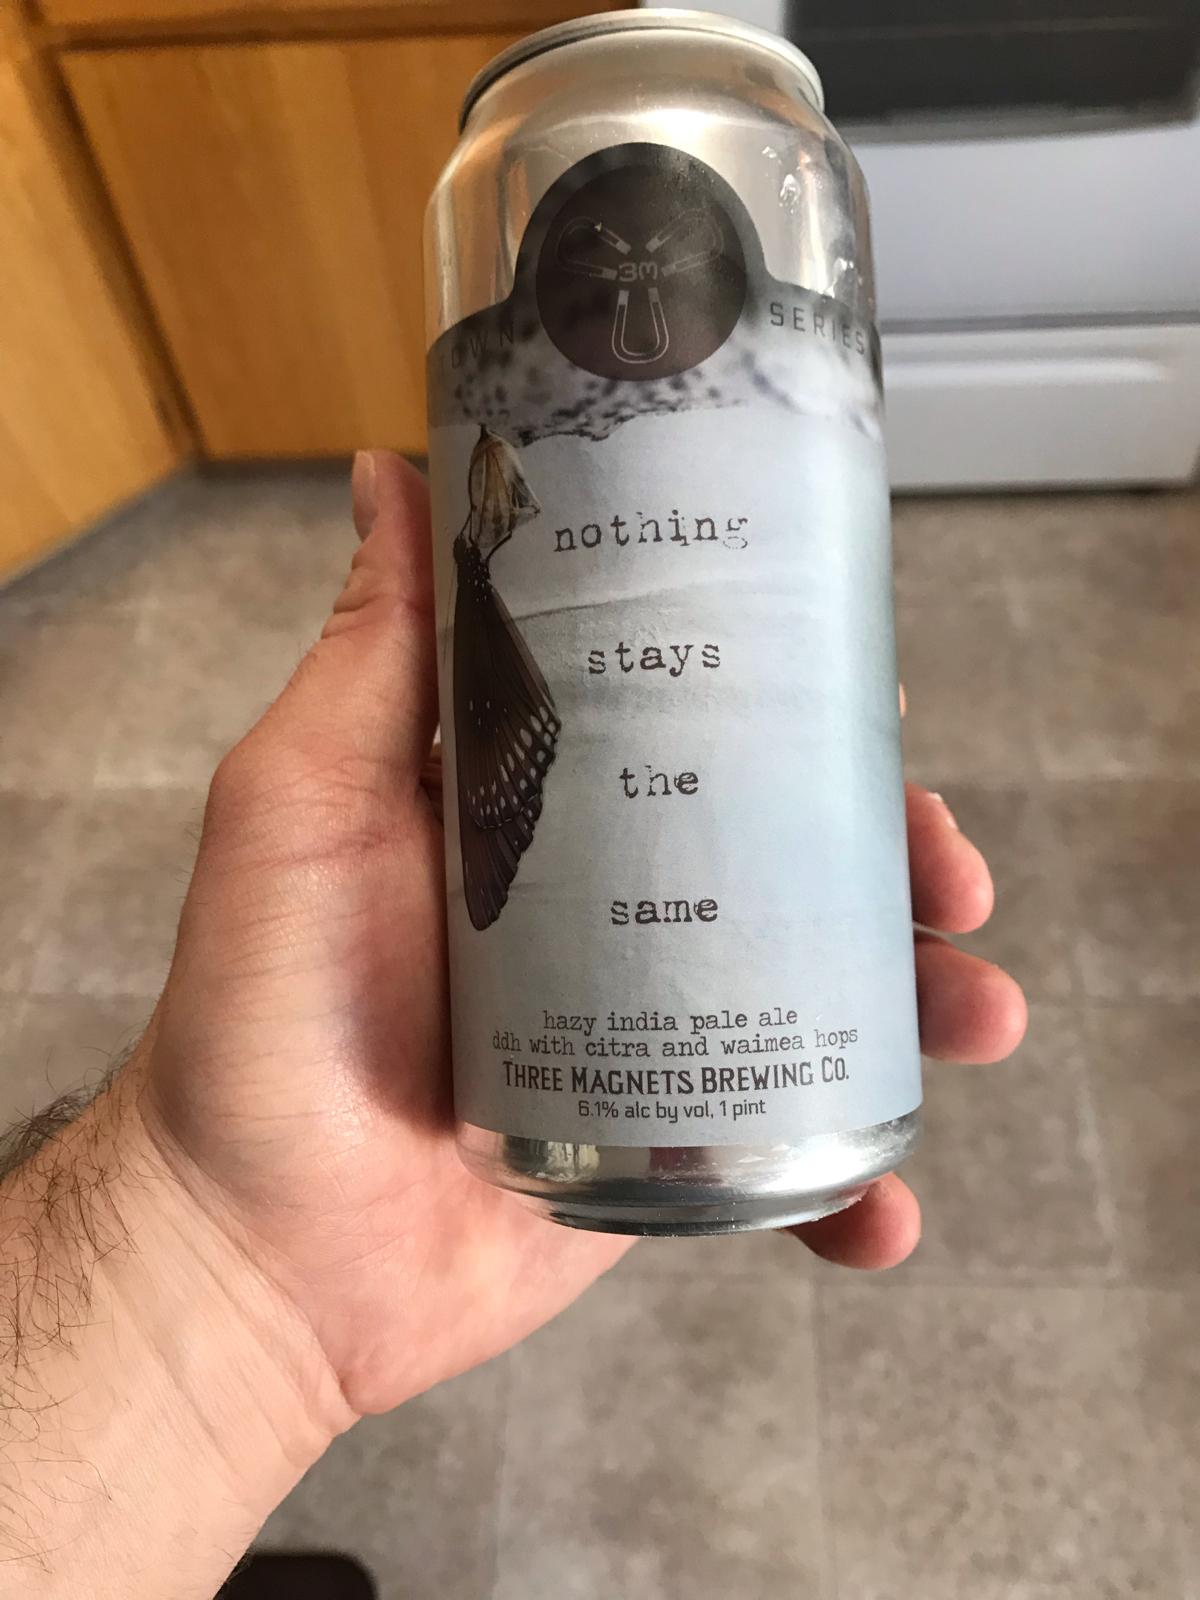 3M
TOWN SERIES
nothing
stays
the
same
hazy india pale ale
ddh with citra and waimea hops
THREE MAGNETS BREWING CO.
6.1% alc by vol, 1 pint